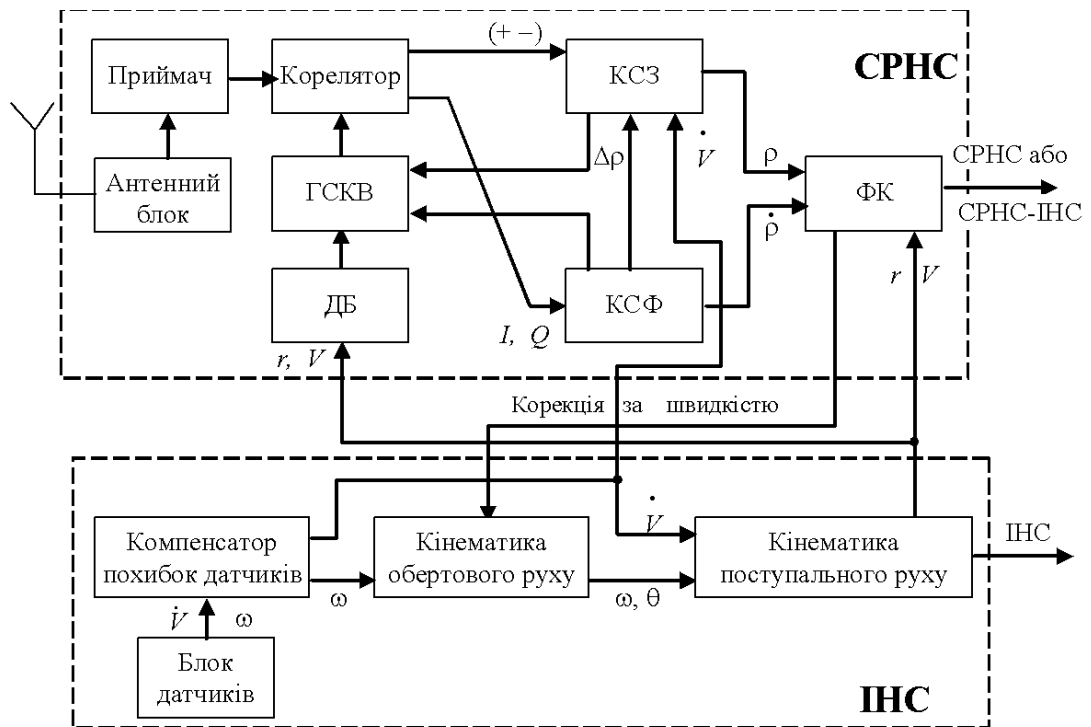 (+ −)
СРНС
Приймач
Корелятор
КСЗ
V̇
Δρ
ρ
СРНС або
СРНС-ІНС
Антенний
блок
ГСКВ
ФК
ρ̇
r V
ДБ
КСФ
I, Q
r, V
Корекція за швидкістю
V̇
ІНС
Компенсатор
похибок датчиків
Кінематика
обертового руху
Кінематика
поступального руху
ω
ω, θ
V̇ ω
Блок
датчиків
ІНС